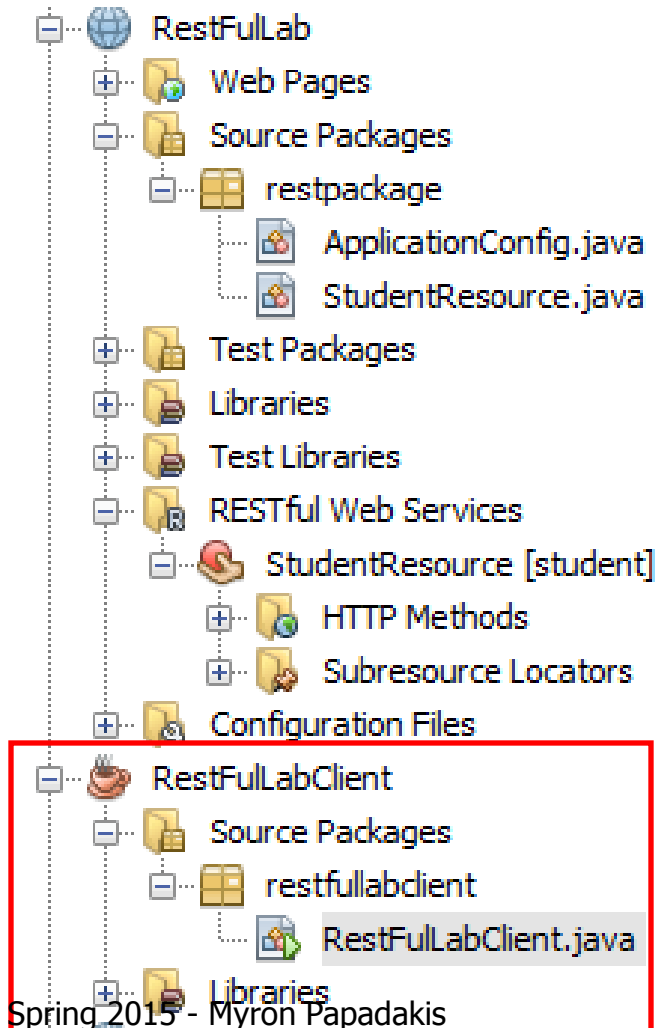 RestFulLab
Web Pages
Source Packages
restpackage
ApplicationConfig.java
StudentResource.java
Test Packages
Libraries
Test Libraries
RESTful Web Services
StudentResource [student]
HTTP Methods
Subresource Locators
Configuration Files
RestFulLabClient
Source Packages
restfullabclient
RestFulLabClient.java
Libraries
Spring 2015 - Myron Papadakis